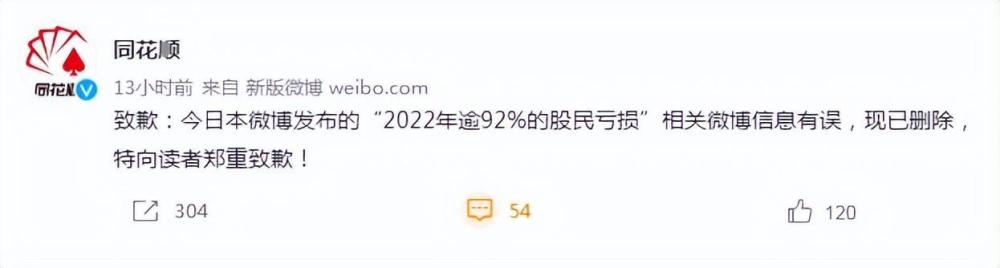 同花顺
同花顺
13小时前 来自 新版微博 weibo.com
致歉：今日本微博发布的“2022年逾92%的股民亏损”相关微博信息有误，现已删除，
特向读者郑重致歉！
304 54 120